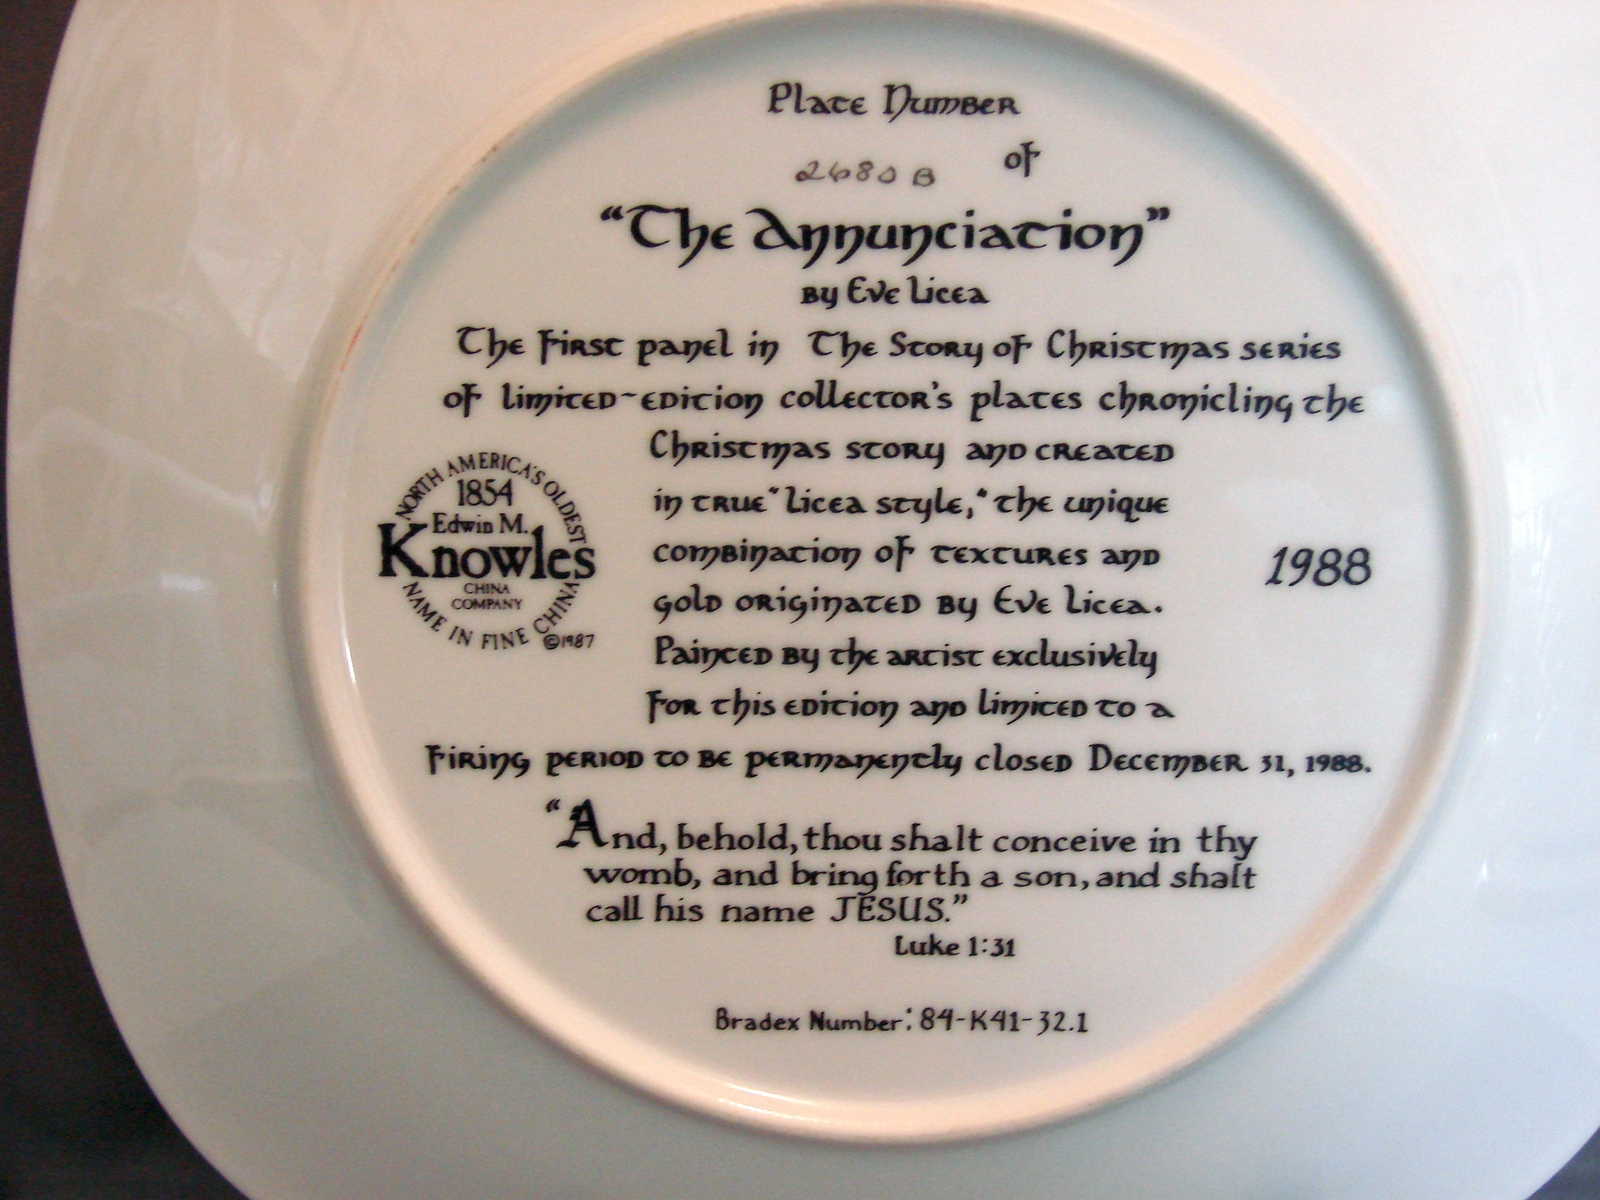 Plate Number
2680 B of
"The Annunciation"
by Eve Licea
The first panel in The Story of Christmas series
of limited-edition collector's plates chronicling the
Christmas story and created
in true "Licea style," the unique
combination of textures and
gold originated by Eve Licea.
Painted by the artist exclusively
for this edition and limited to a
firing period to be permanently closed December 31, 1988.
NORTH AMERICA'S OLDEST
1854
Edwin M.
Knowles
CHINA
COMPANY
NAME IN FINE CHINA
©1987
1988
"And, behold, thou shalt conceive in thy
womb, and bring forth a son, and shalt
call his name JESUS."
Luke 1:31
Bradex Number: 84-K41-32.1